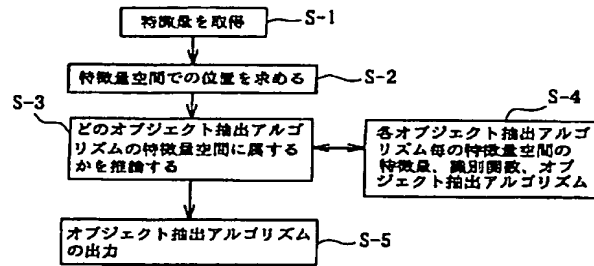 特徴量を取得
S-1
特徴量空間での位置を求める
S-2
S-3
どのオブジェクト抽出アルゴ
リズムの特徴量空間に属する
かを推論する
S-4
各オブジェクト抽出アルゴ
リズム毎の特徴量空間の
特徴量、識別関数、オブ
ジェクト抽出アルゴリズム
オブジェクト抽出アルゴリズム
の出力
S-5